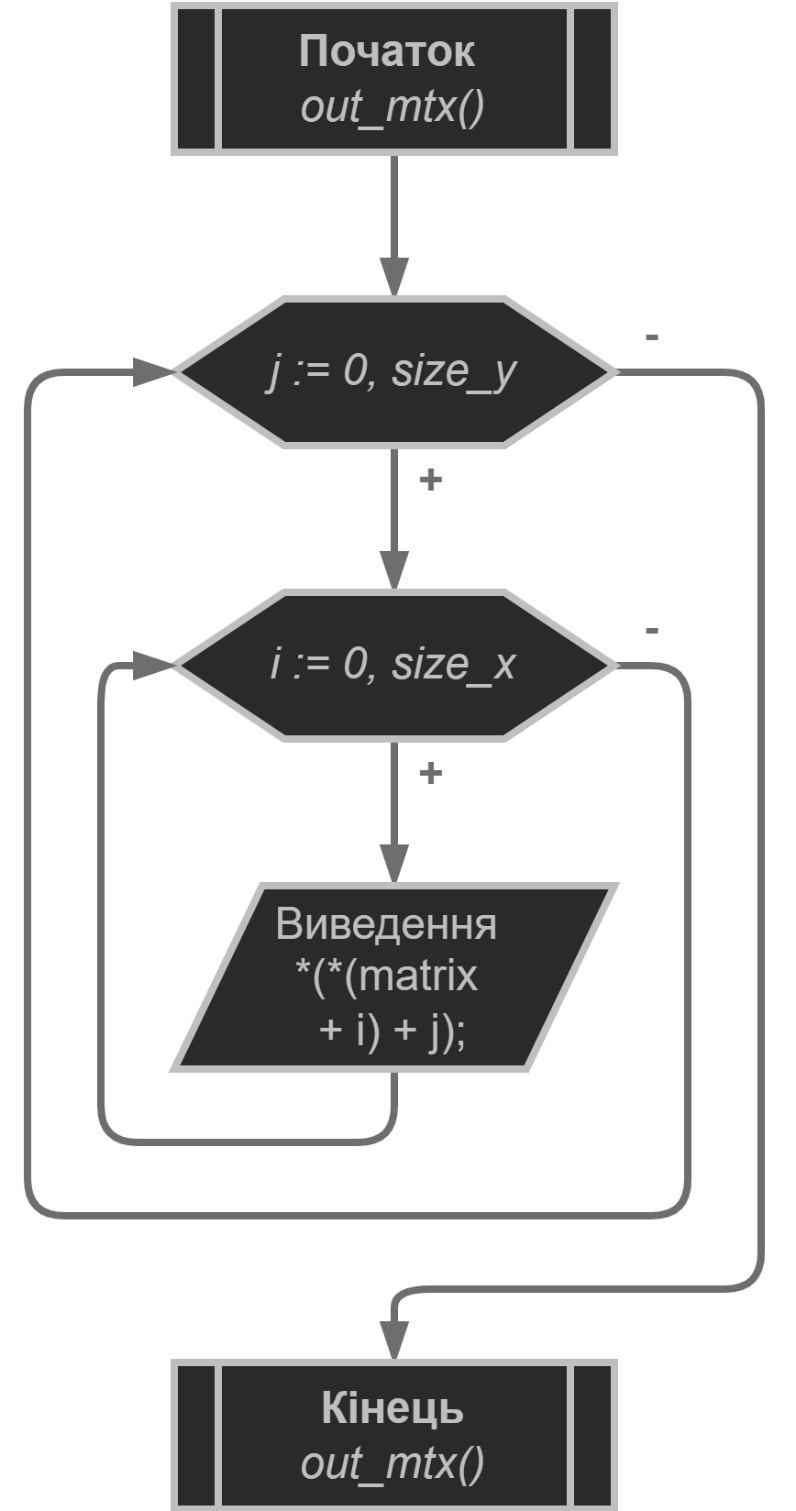 Початок
out_mtx()
j := 0, size_y
-
+
i := 0, size_x
-
+
Виведення
*(*(matrix
+ i) + j);
Кінець
out_mtx()